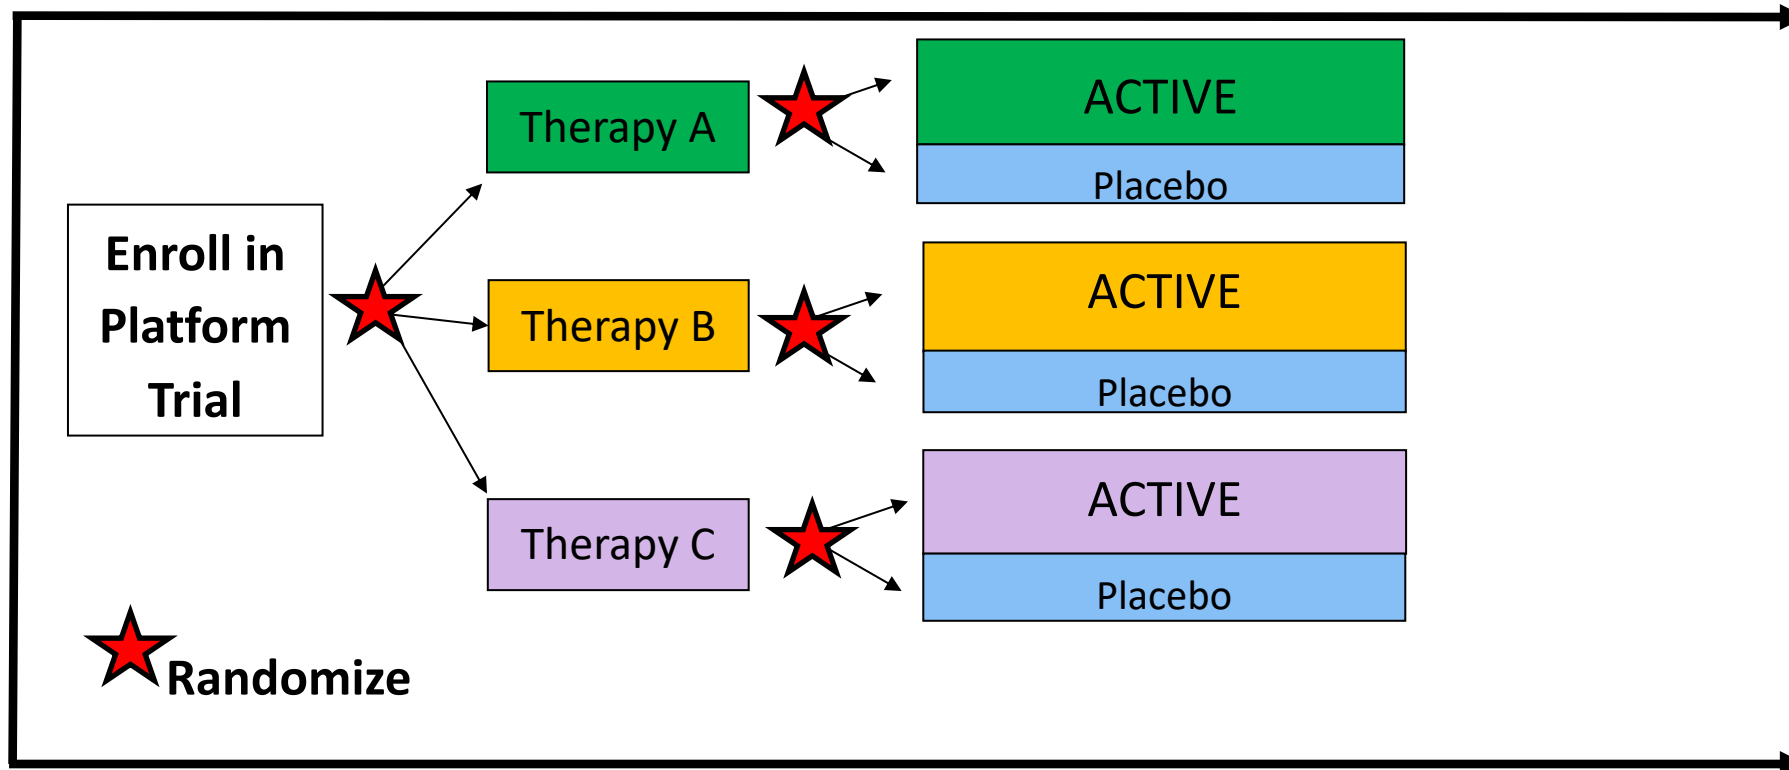 Enroll in
Platform
Trial
Therapy A
ACTIVE
Placebo
Therapy B
ACTIVE
Placebo
Therapy C
ACTIVE
Placebo
Randomize